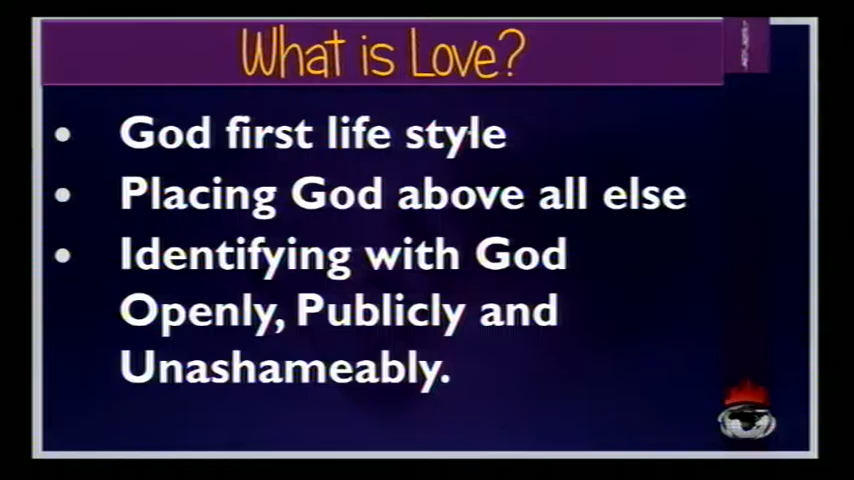 What is Love?
• God first life style
• Placing God above all else
• Identifying with God
Openly, Publicly and
Unashameably.